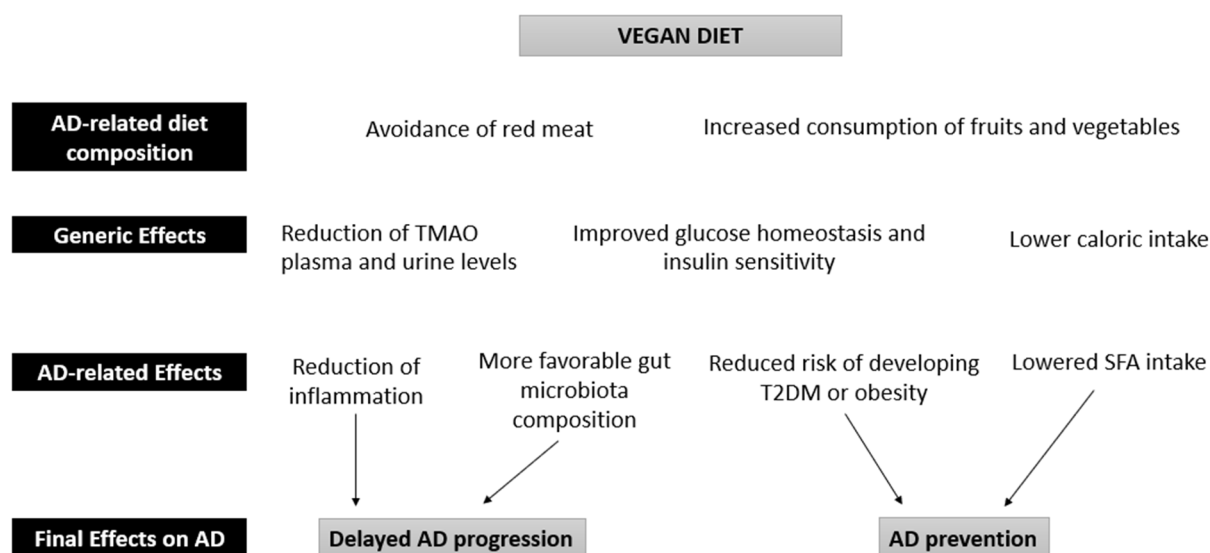 VEGAN DIET
AD-related diet
composition
Avoidance of red meat
Increased consumption of fruits and vegetables
Generic Effects
Reduction of TMAO
plasma and urine levels
Improved glucose homeostasis and
insulin sensitivity
Lower caloric intake
AD-related Effects
Reduction of
inflammation
More favorable gut
microbiota
composition
Reduced risk of developing
T2DM or obesity
Lowered SFA intake
Final Effects on AD
Delayed AD progression
AD prevention